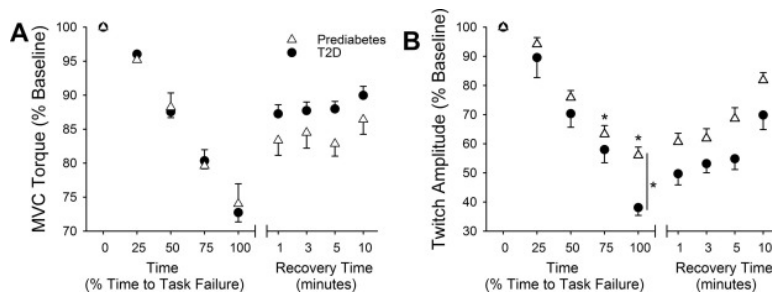 A
MVC Torque (% Baseline)
100
95
90
85
80
75
70
△ Prediabetes
● T2D
0 25 50 75 100
1 3 5 10
Time
(% Time to Task Failure)
Recovery Time
(minutes)
B
Twitch Amplitude (% Baseline)
100
90
80
70
60
50
40
30
* *
*
0 25 50 75 100
1 3 5 10
Time
(% Time to Task Failure)
Recovery Time
(minutes)